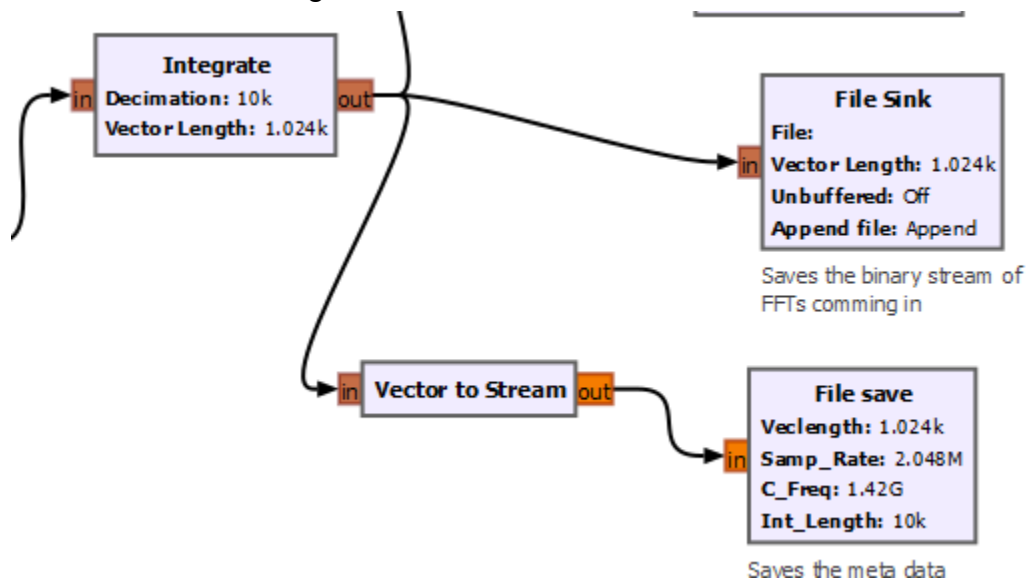 Integrate
in
Decimation: 10k
out
Vector Length: 1.024k
File Sink
File:
in
Vector Length: 1.024k
Unbuffered: Off
Append file: Append
Saves the binary stream of
FFTs comming in
in
Vector to Stream
out
File save
Veclength: 1.024k
in
Samp_Rate: 2.048M
C_Freq: 1.42G
Int_Length: 10k
Saves the meta data